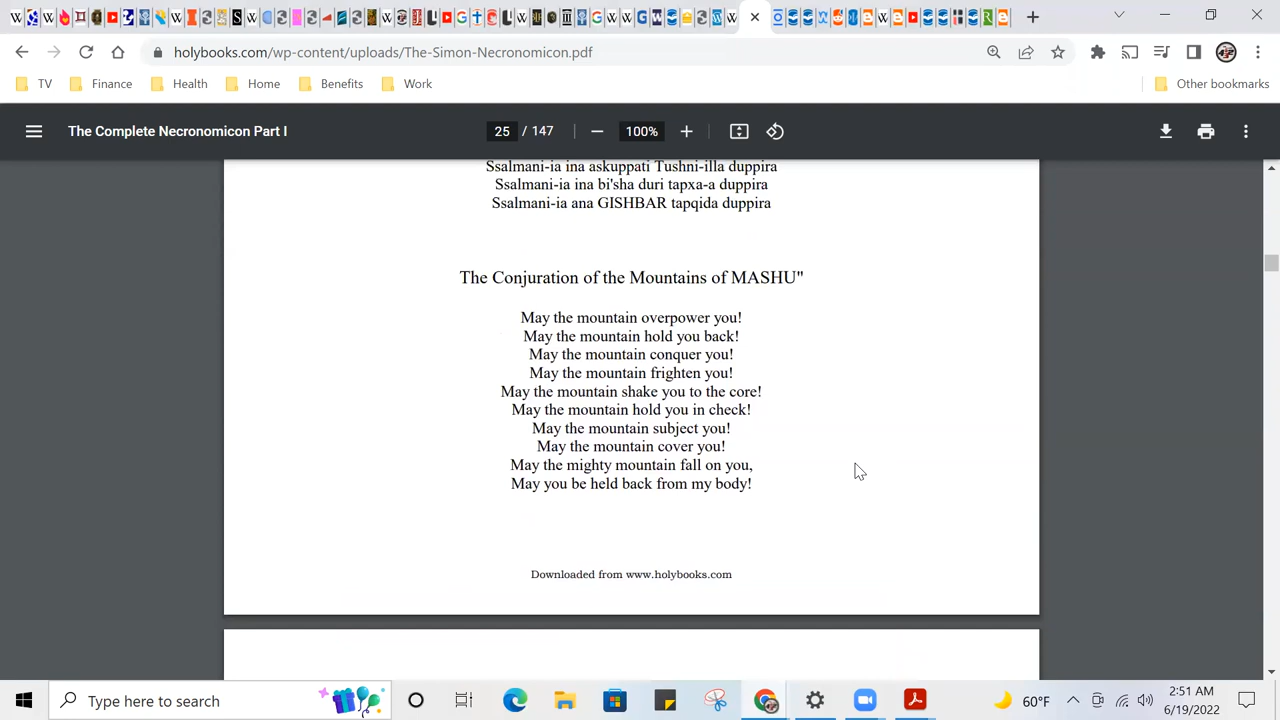 holybooks.com/wp-content/uploads/The-Simon-Necronomicon.pdf
TV Finance Health Home Benefits Work Other bookmarks
The Complete Necronomicon Part I 25 / 147 100%
Ssalmani-ia ina askuppati Tushni-illa duppira
Ssalmani-ia ina bi'sha duri tapxa-a duppira
Ssalmani-ia ana GISHBAR tapqida duppira
The Conjuration of the Mountains of MASHU"
May the mountain overpower you!
May the mountain hold you back!
May the mountain conquer you!
May the mountain frighten you!
May the mountain shake you to the core!
May the mountain hold you in check!
May the mountain subject you!
May the mountain cover you!
May the mighty mountain fall on you,
May you be held back from my body!
Downloaded from www.holybooks.com
Type here to search 60°F 2:51 AM
6/19/2022